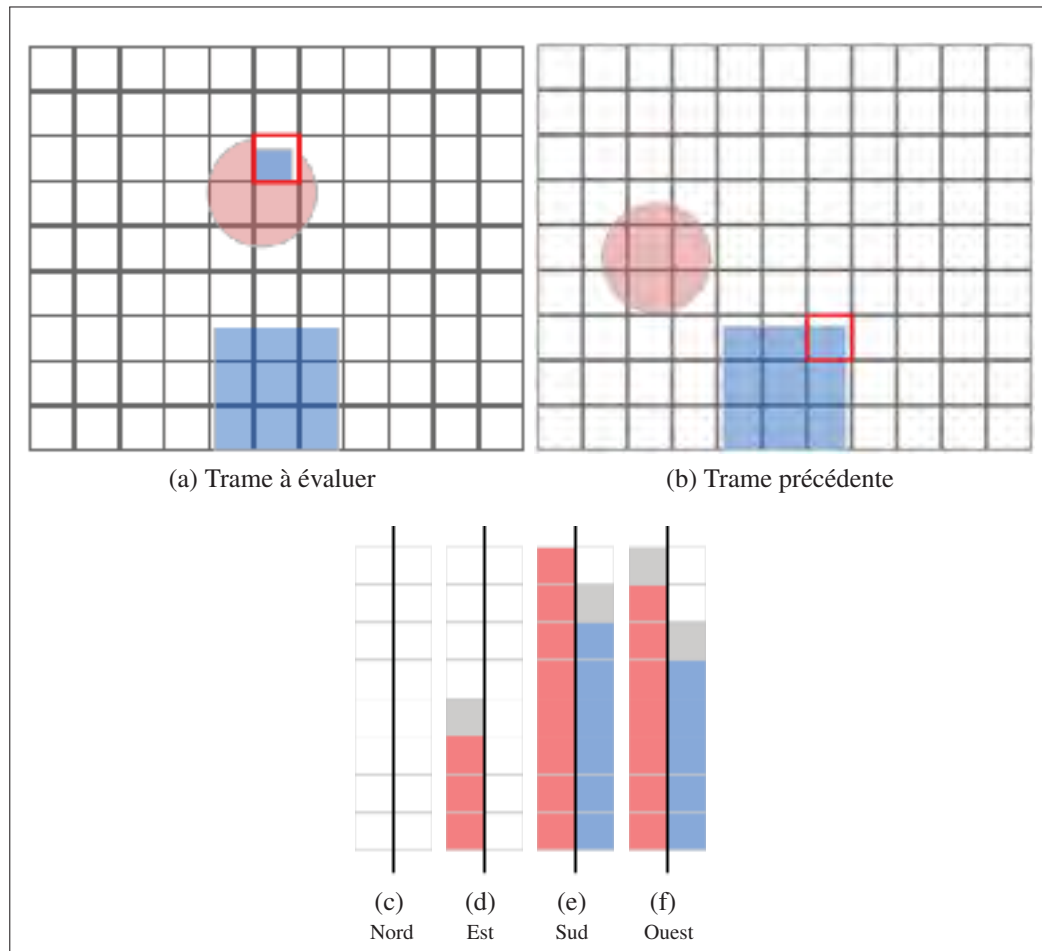 (a) Trame à évaluer
(b) Trame précédente
(c) (d) (e) (f)
Nord Est Sud Ouest